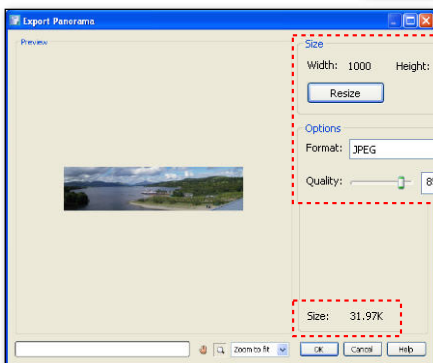 Export Panorama
Preview
Size
Width: 1000 Height:
Resize
Options
Format: JPEG
Quality:
Size: 31.97K
Zoom to fit
OK Cancel Help